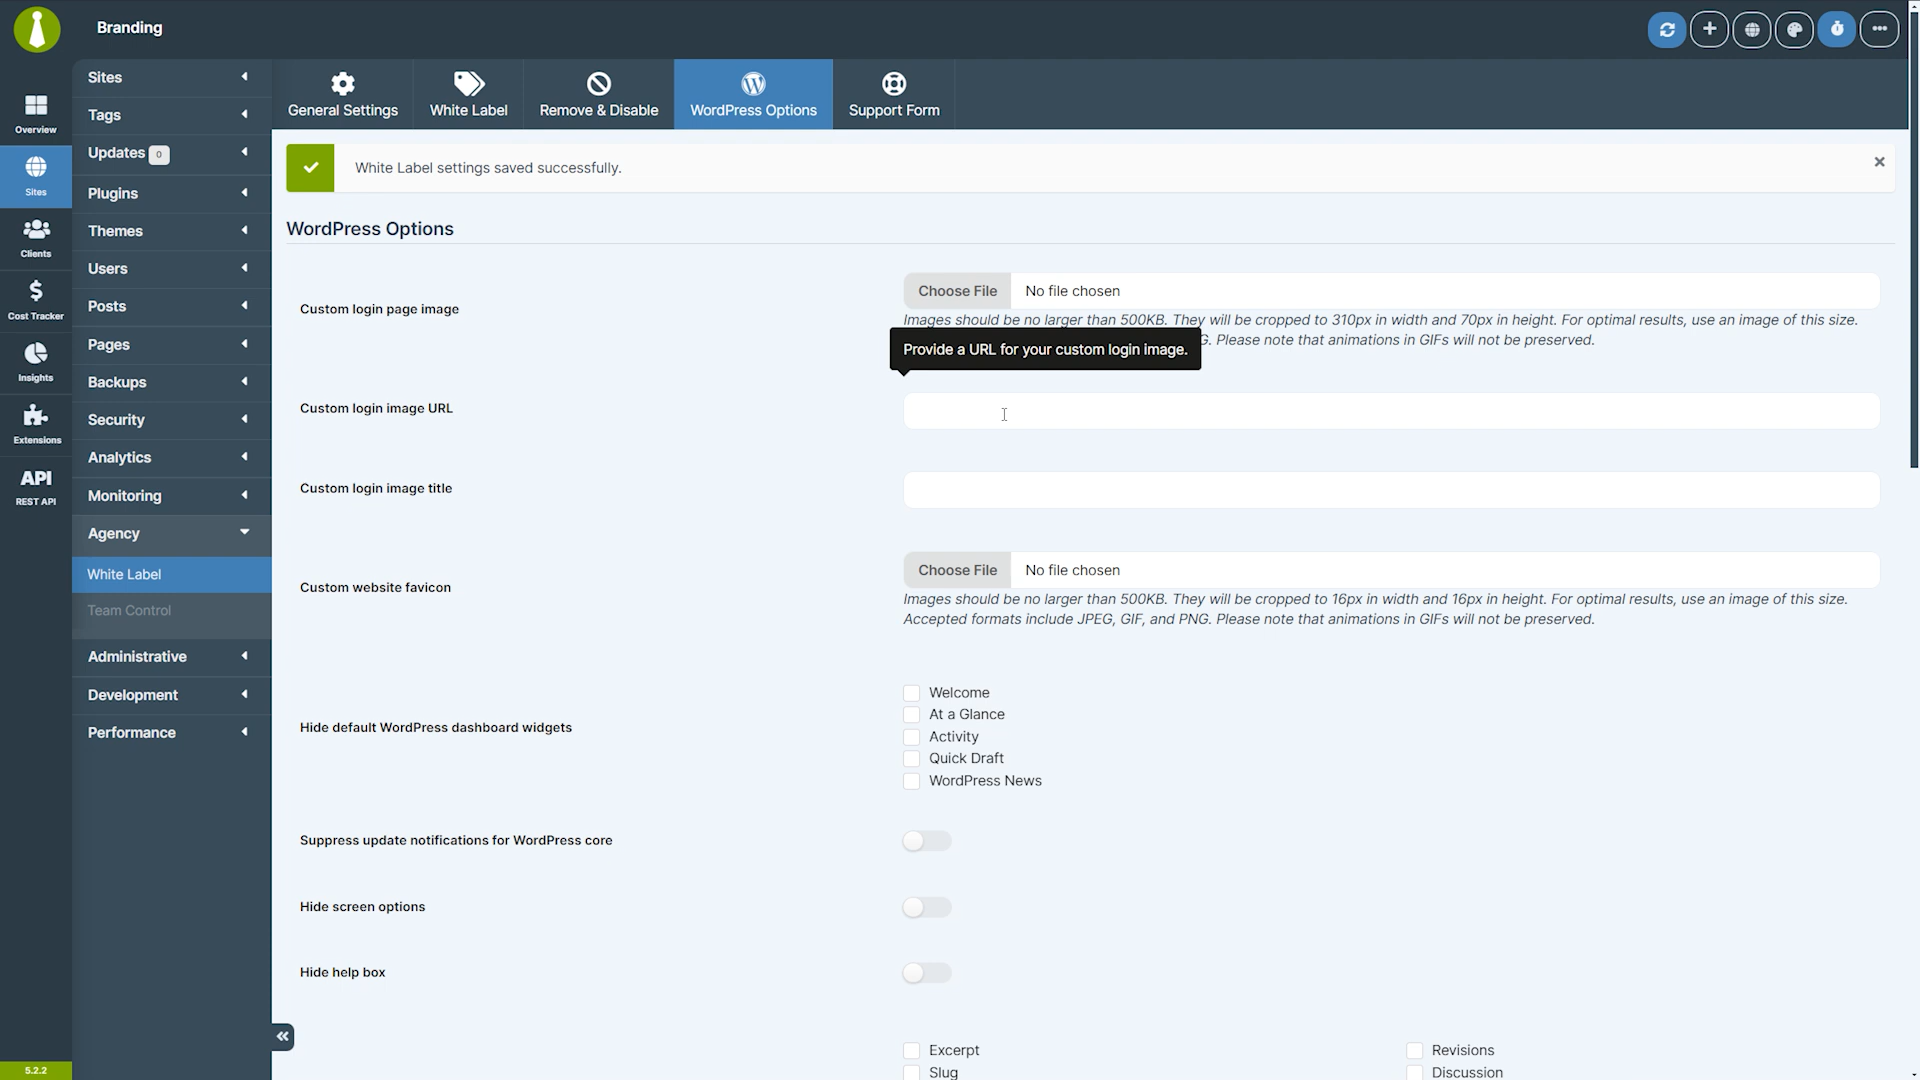 Branding
Overview
Sites
Clients
Cost Tracker
Insights
Extensions
API
REST API
5.2.2
Sites
Tags
Updates 0
Plugins
Themes
Users
Posts
Pages
Backups
Security
Analytics
Monitoring
Agency
White Label
Team Control
Administrative
Development
Performance
General Settings
White Label
Remove & Disable
WordPress Options
Support Form
White Label settings saved successfully.
WordPress Options
Custom login page image
Choose File No file chosen
Images should be no larger than 500KB. They will be cropped to 310px in width and 70px in height. For optimal results, use an image of this size.
G. Please note that animations in GIFs will not be preserved.
Provide a URL for your custom login image.
Custom login image URL
Custom login image title
Custom website favicon
Choose File No file chosen
Images should be no larger than 500KB. They will be cropped to 16px in width and 16px in height. For optimal results, use an image of this size.
Accepted formats include JPEG, GIF, and PNG. Please note that animations in GIFs will not be preserved.
Hide default WordPress dashboard widgets
Welcome
At a Glance
Activity
Quick Draft
WordPress News
Suppress update notifications for WordPress core
Hide screen options
Hide help box
Excerpt
Revisions
Slug
Discussion